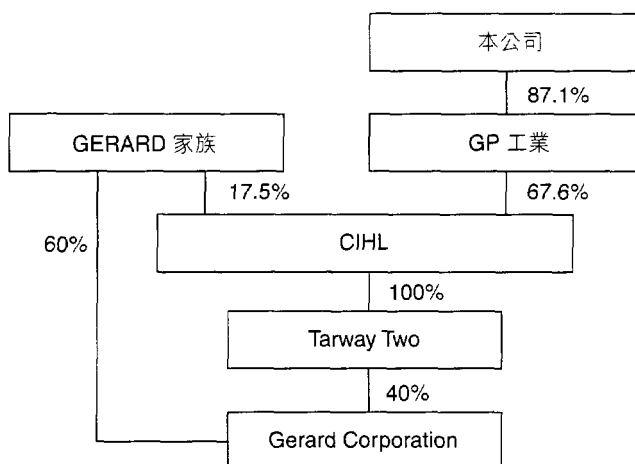 本公司
87.1%
GERARD 家族
GP 工業
17.5%
67.6%
60%
CIHL
100%
Tarway Two
40%
Gerard Corporation